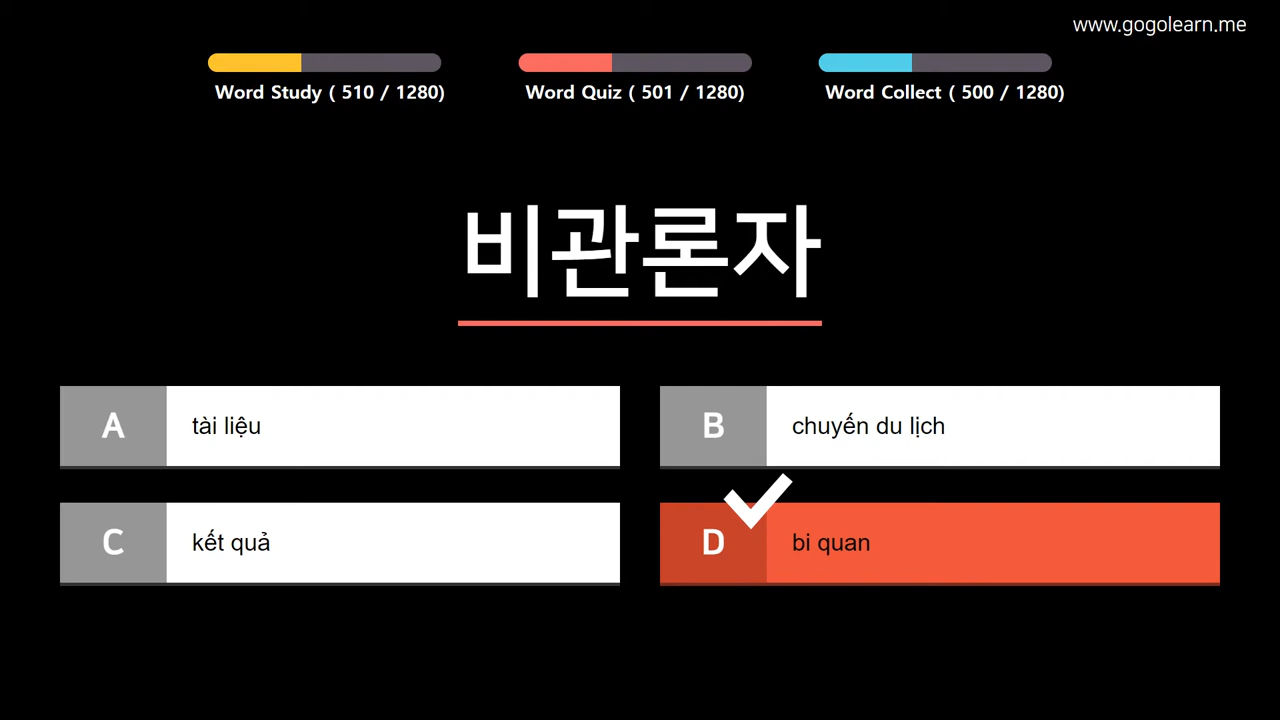 www.gogolearn.me
Word Study ( 510 / 1280)
Word Quiz ( 501 / 1280)
Word Collect ( 500 / 1280)
비관론자
A
tài liệu
B
chuyến du lịch
C
kết quả
D
bi quan